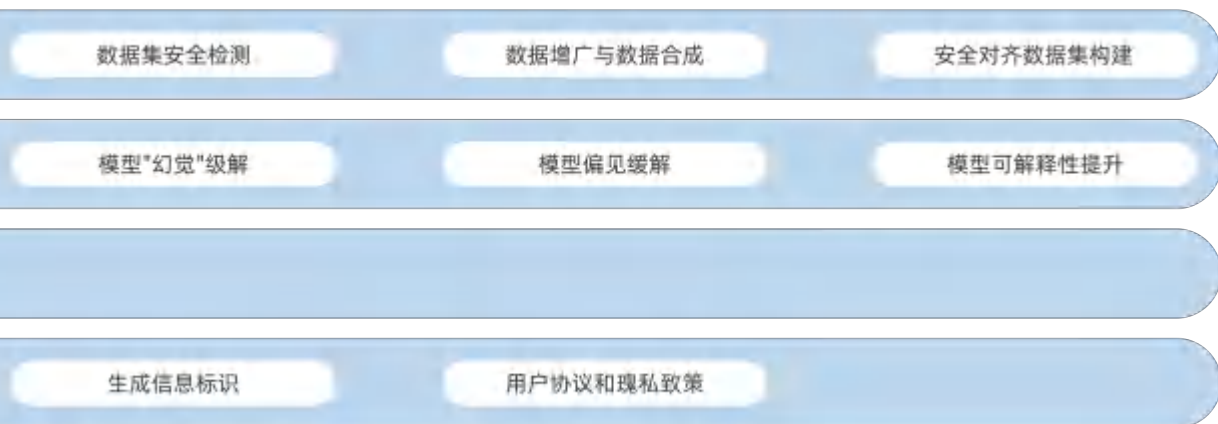 数据集安全检测
数据增广与数据合成
安全对齐数据集构建
模型"幻觉"级解
模型偏见缓解
模型可解释性提升
生成信息标识
用户协议和瑰私致策